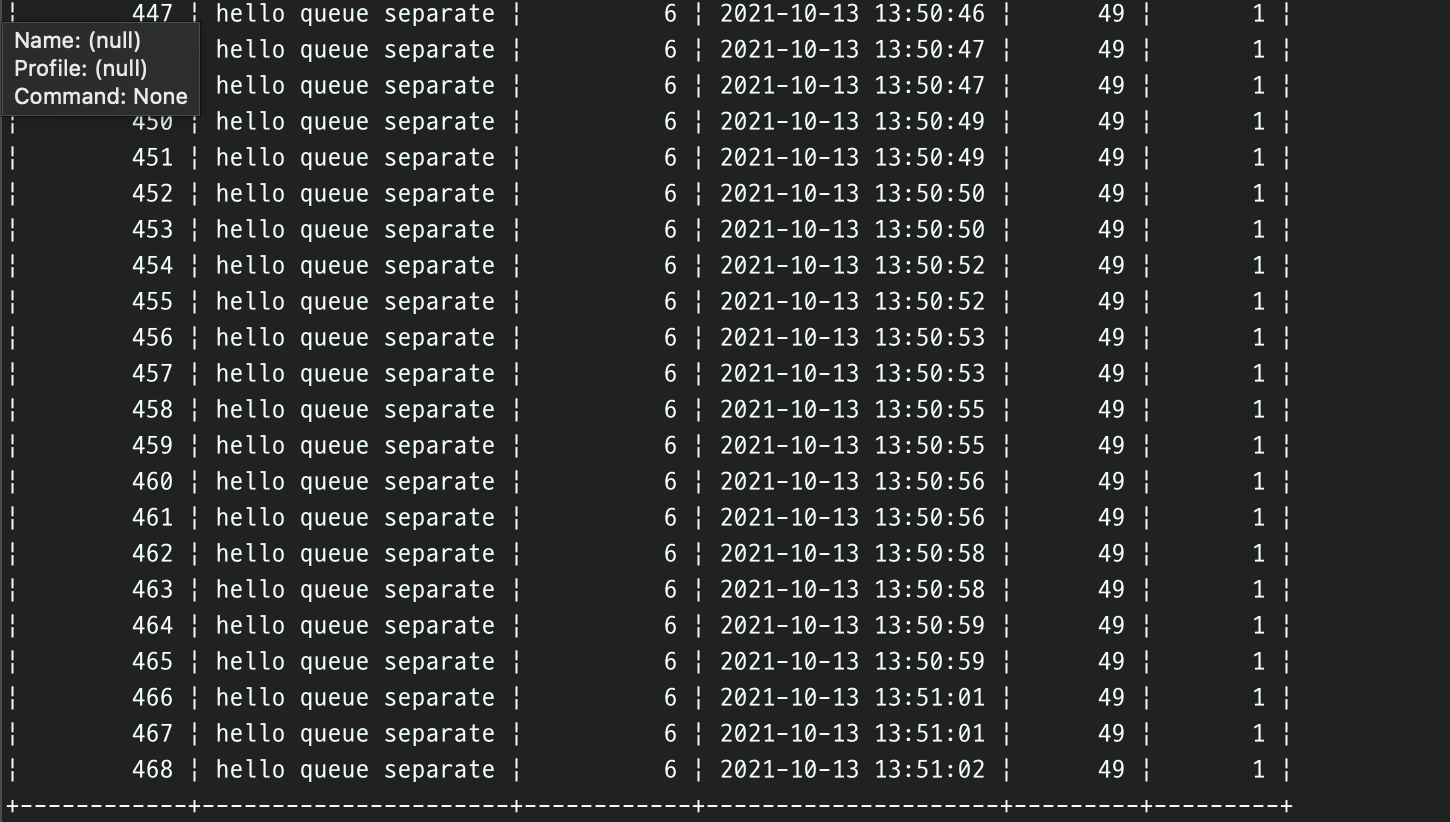 447 ¦ hello queue separate ¦ 6 ¦ 2021-10-13 13:50:46 ¦ 49 ¦ 1 ¦
Name: (null)
Profile: (null)
Command: None
hello queue separate ¦ 6 ¦ 2021-10-13 13:50:47 ¦ 49 ¦ 1 ¦
hello queue separate ¦ 6 ¦ 2021-10-13 13:50:47 ¦ 49 ¦ 1 ¦
¦ 450 ¦ hello queue separate ¦ 6 ¦ 2021-10-13 13:50:49 ¦ 49 ¦ 1 ¦
¦ 451 ¦ hello queue separate ¦ 6 ¦ 2021-10-13 13:50:49 ¦ 49 ¦ 1 ¦
¦ 452 ¦ hello queue separate ¦ 6 ¦ 2021-10-13 13:50:50 ¦ 49 ¦ 1 ¦
¦ 453 ¦ hello queue separate ¦ 6 ¦ 2021-10-13 13:50:50 ¦ 49 ¦ 1 ¦
¦ 454 ¦ hello queue separate ¦ 6 ¦ 2021-10-13 13:50:52 ¦ 49 ¦ 1 ¦
¦ 455 ¦ hello queue separate ¦ 6 ¦ 2021-10-13 13:50:52 ¦ 49 ¦ 1 ¦
¦ 456 ¦ hello queue separate ¦ 6 ¦ 2021-10-13 13:50:53 ¦ 49 ¦ 1 ¦
¦ 457 ¦ hello queue separate ¦ 6 ¦ 2021-10-13 13:50:53 ¦ 49 ¦ 1 ¦
¦ 458 ¦ hello queue separate ¦ 6 ¦ 2021-10-13 13:50:55 ¦ 49 ¦ 1 ¦
¦ 459 ¦ hello queue separate ¦ 6 ¦ 2021-10-13 13:50:55 ¦ 49 ¦ 1 ¦
¦ 460 ¦ hello queue separate ¦ 6 ¦ 2021-10-13 13:50:56 ¦ 49 ¦ 1 ¦
¦ 461 ¦ hello queue separate ¦ 6 ¦ 2021-10-13 13:50:56 ¦ 49 ¦ 1 ¦
¦ 462 ¦ hello queue separate ¦ 6 ¦ 2021-10-13 13:50:58 ¦ 49 ¦ 1 ¦
¦ 463 ¦ hello queue separate ¦ 6 ¦ 2021-10-13 13:50:58 ¦ 49 ¦ 1 ¦
¦ 464 ¦ hello queue separate ¦ 6 ¦ 2021-10-13 13:50:59 ¦ 49 ¦ 1 ¦
¦ 465 ¦ hello queue separate ¦ 6 ¦ 2021-10-13 13:50:59 ¦ 49 ¦ 1 ¦
¦ 466 ¦ hello queue separate ¦ 6 ¦ 2021-10-13 13:51:01 ¦ 49 ¦ 1 ¦
¦ 467 ¦ hello queue separate ¦ 6 ¦ 2021-10-13 13:51:01 ¦ 49 ¦ 1 ¦
¦ 468 ¦ hello queue separate ¦ 6 ¦ 2021-10-13 13:51:02 ¦ 49 ¦ 1 ¦
+------------+----------------------+------------+---------------------+---------+---------+